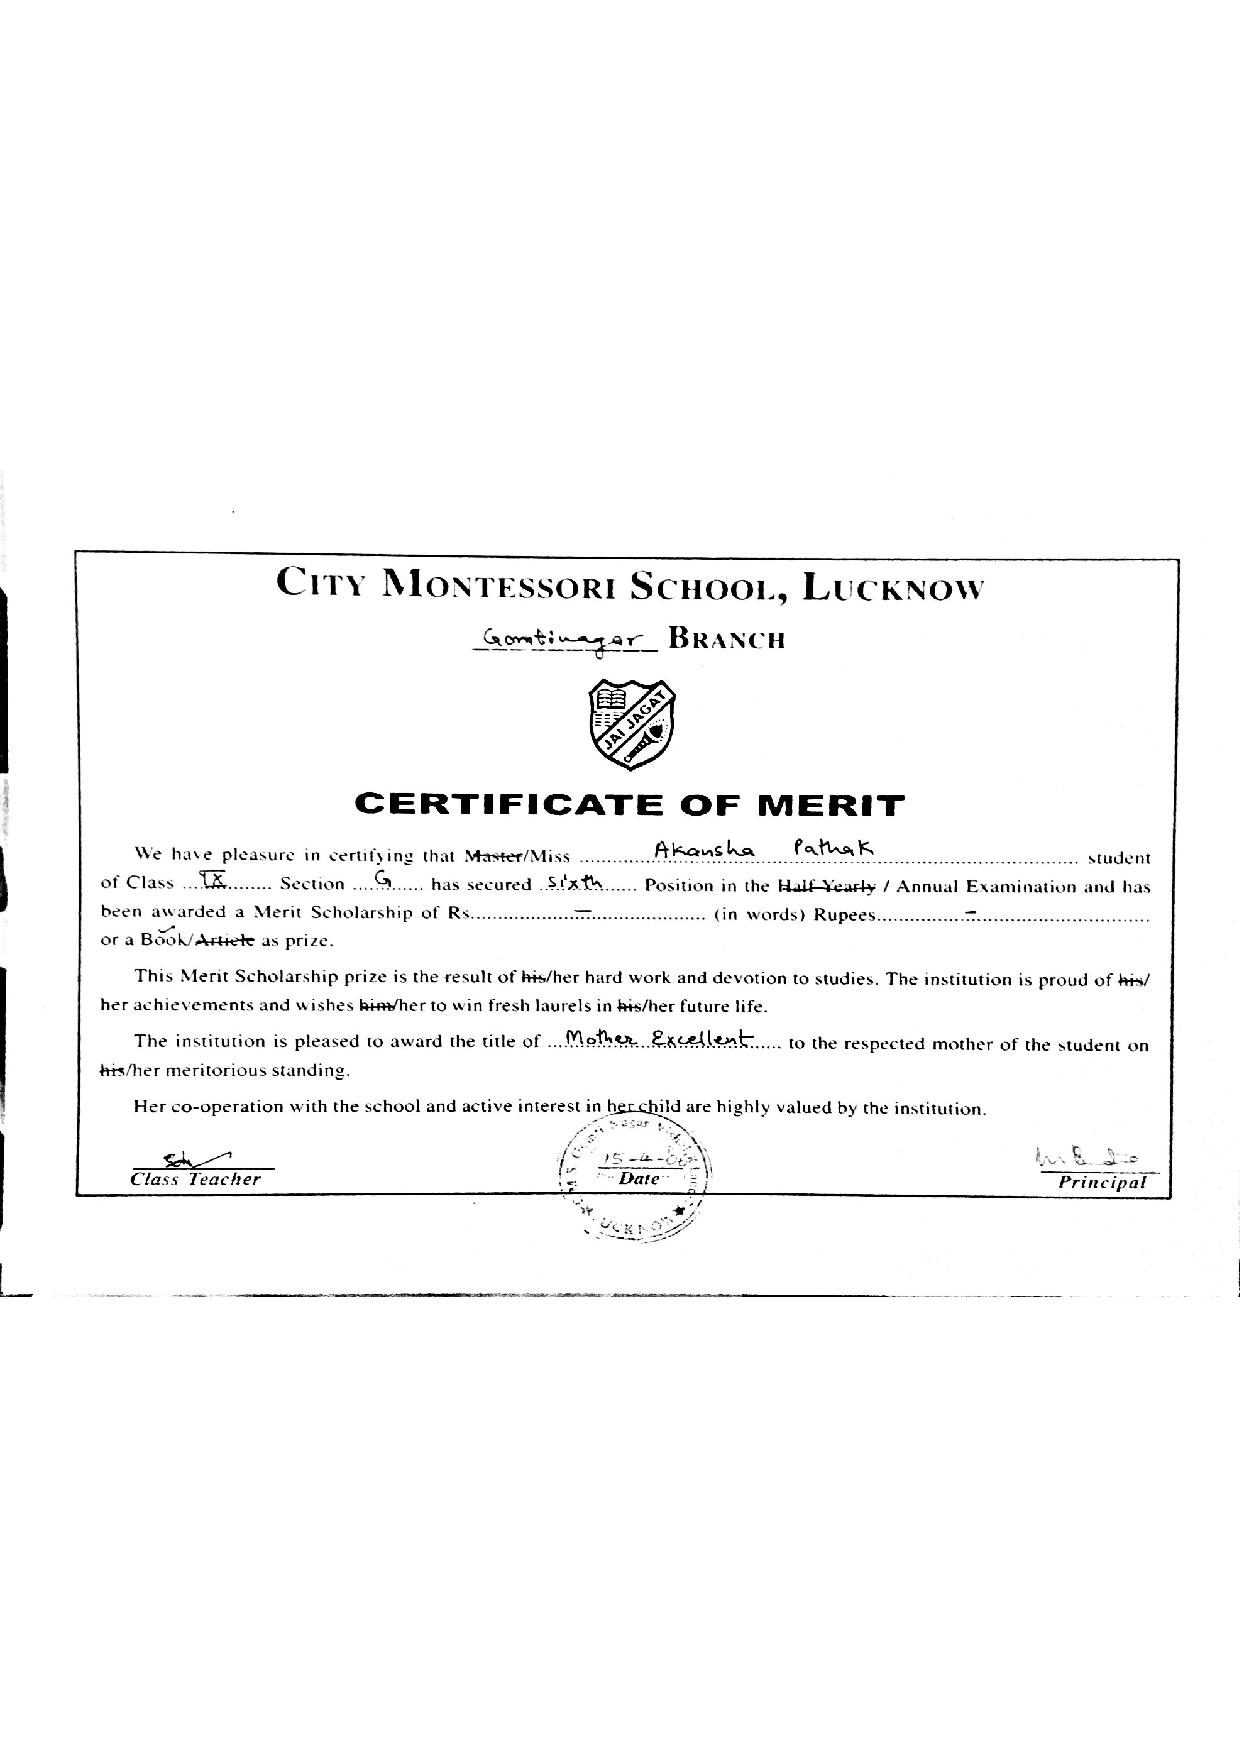 CITY MONTESSORI SCHOOL, LUCKNOW
Gomtinagar BRANCH
JAI JAGAT
CERTIFICATE OF MERIT
We have pleasure in certifying that Master/Miss ............Akansha Pathak............ student
of Class ...IX........ Section ....G...... has secured ..Sixth...... Position in the Half Yearly / Annual Examination and has
been awarded a Merit Scholarship of Rs..................–................... (in words) Rupees...............–..............................
or a Book/Article as prize.
This Merit Scholarship prize is the result of his/her hard work and devotion to studies. The institution is proud of his/
her achievements and wishes him/her to win fresh laurels in his/her future life.
The institution is pleased to award the title of ...Mother Excellent...... to the respected mother of the student on
his/her meritorious standing.
Her co-operation with the school and active interest in her child are highly valued by the institution.
15-4-00
Class Teacher Date Principal
LUCKNOW